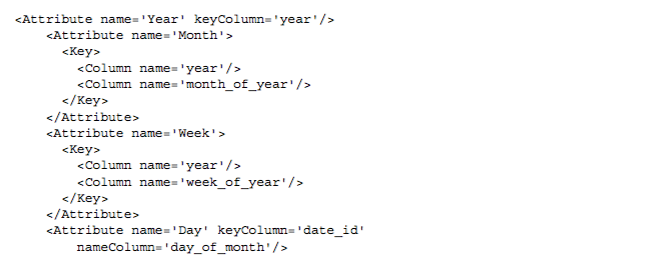 <Attribute name='Year' keyColumn='year'/>
<Attribute name='Month'>
<Key>
<Column name='year'/>
<Column name='month_of_year'/>
</Key>
</Attribute>
<Attribute name='Week'>
<Key>
<Column name='year'/>
<Column name='week_of_year'/>
</Key>
</Attribute>
<Attribute name='Day' keyColumn='date_id'
nameColumn='day_of_month'/>